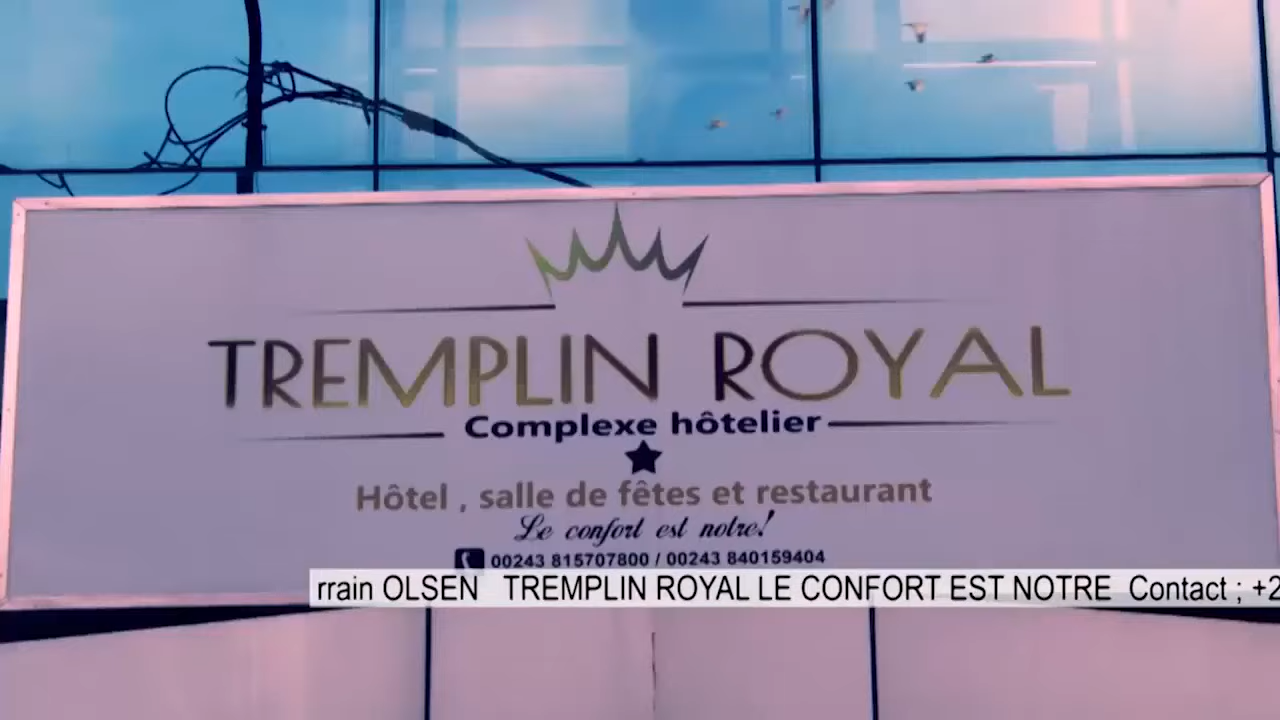 TREMPLIN ROYAL
Complexe hôtelier
Hôtel , salle de fêtes et restaurant
Le confort est notre!
00243 815707800 / 00243 840159404
rrain OLSEN TREMPLIN ROYAL LE CONFORT EST NOTRE Contact ; +2